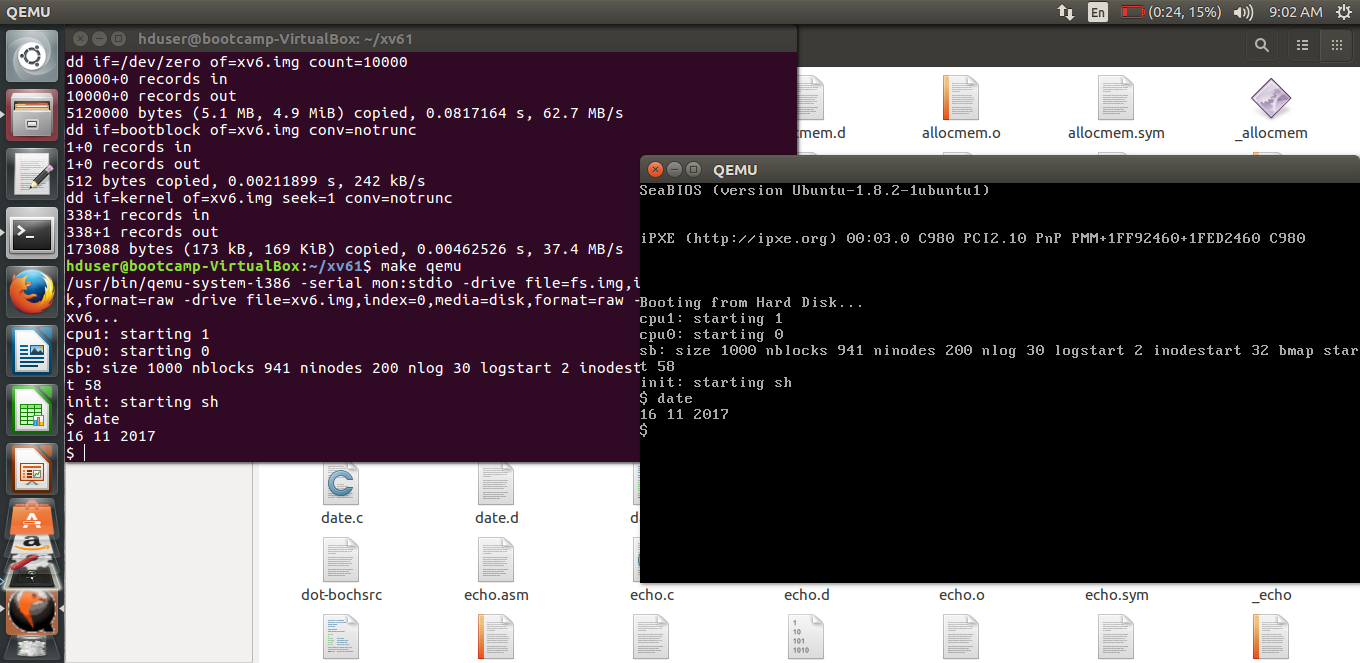 QEMU
En
(0:24, 15%)
9:02 AM
hduser@bootcamp-VirtualBox: ~/xv61
dd if=/dev/zero of=xv6.img count=10000
10000+0 records in
10000+0 records out
5120000 bytes (5.1 MB, 4.9 MiB) copied, 0.0817164 s, 62.7 MB/s
dd if=bootblock of=xv6.img conv=notrunc
1+0 records in
1+0 records out
512 bytes copied, 0.00211899 s, 242 kB/s
dd if=kernel of=xv6.img seek=1 conv=notrunc
338+1 records in
338+1 records out
173088 bytes (173 kB, 169 KiB) copied, 0.00462526 s, 37.4 MB/s
hduser@bootcamp-VirtualBox:~/xv61$ make qemu
/usr/bin/qemu-system-i386 -serial mon:stdio -drive file=fs.img,i
k,format=raw -drive file=xv6.img,index=0,media=disk,format=raw -
xv6...
cpu1: starting 1
cpu0: starting 0
sb: size 1000 nblocks 941 ninodes 200 nlog 30 logstart 2 inodest
t 58
init: starting sh
$ date
16 11 2017
$
cmem.d
allocmem.o
allocmem.sym
_allocmem
QEMU
SeaBIOS (version Ubuntu-1.8.2-1ubuntu1)
iPXE (http://ipxe.org) 00:03.0 C980 PCI2.10 PnP PMM+1FF92460+1FED2460 C980
Booting from Hard Disk...
cpu1: starting 1
cpu0: starting 0
sb: size 1000 nblocks 941 ninodes 200 nlog 30 logstart 2 inodestart 32 bmap star
t 58
init: starting sh
$ date
16 11 2017
$
date.c
date.d
d
dot-bochsrc
echo.asm
echo.c
echo.d
echo.o
echo.sym
_echo
1
10
101
1010